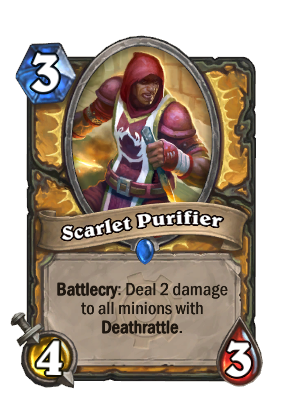 3
Scarlet Purifier
Battlecry: Deal 2 damage
to all minions with
Deathrattle.
4
3